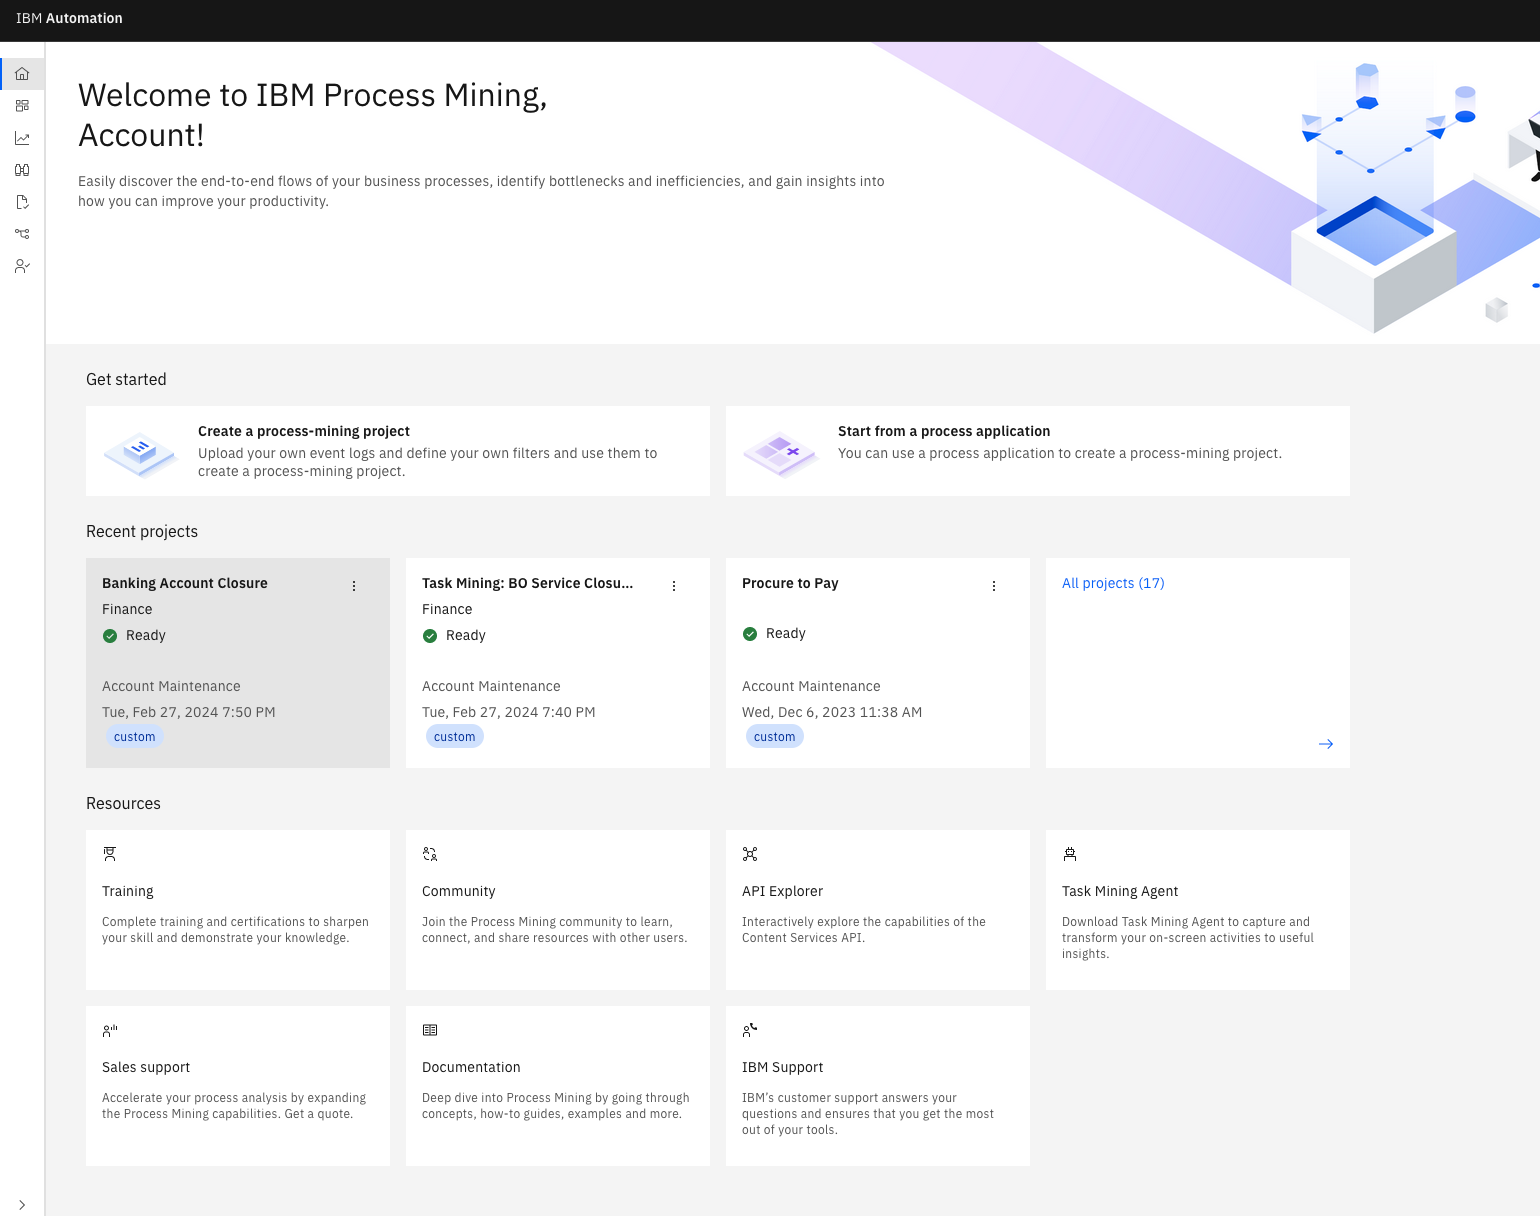 IBM Automation
Welcome to IBM Process Mining,
Account!
Easily discover the end-to-end flows of your business processes, identify bottlenecks and inefficiencies, and gain insights into
how you can improve your productivity.
Get started
Create a process-mining project
Upload your own event logs and define your own filters and use them to
create a process-mining project.
Start from a process application
You can use a process application to create a process-mining project.
Recent projects
Banking Account Closure
Finance
Ready
Account Maintenance
Tue, Feb 27, 2024 7:50 PM
custom
Task Mining: BO Service Closu...
Finance
Ready
Account Maintenance
Tue, Feb 27, 2024 7:40 PM
custom
Procure to Pay
Ready
Account Maintenance
Wed, Dec 6, 2023 11:38 AM
custom
All projects (17)
Resources
Training
Complete training and certifications to sharpen
your skill and demonstrate your knowledge.
Community
Join the Process Mining community to learn,
connect, and share resources with other users.
API Explorer
Interactively explore the capabilities of the
Content Services API.
Task Mining Agent
Download Task Mining Agent to capture and
transform your on-screen activities to useful
insights.
Sales support
Accelerate your process analysis by expanding
the Process Mining capabilities. Get a quote.
Documentation
Deep dive into Process Mining by going through
concepts, how-to guides, examples and more.
IBM Support
IBM's customer support answers your
questions and ensures that you get the most
out of your tools.